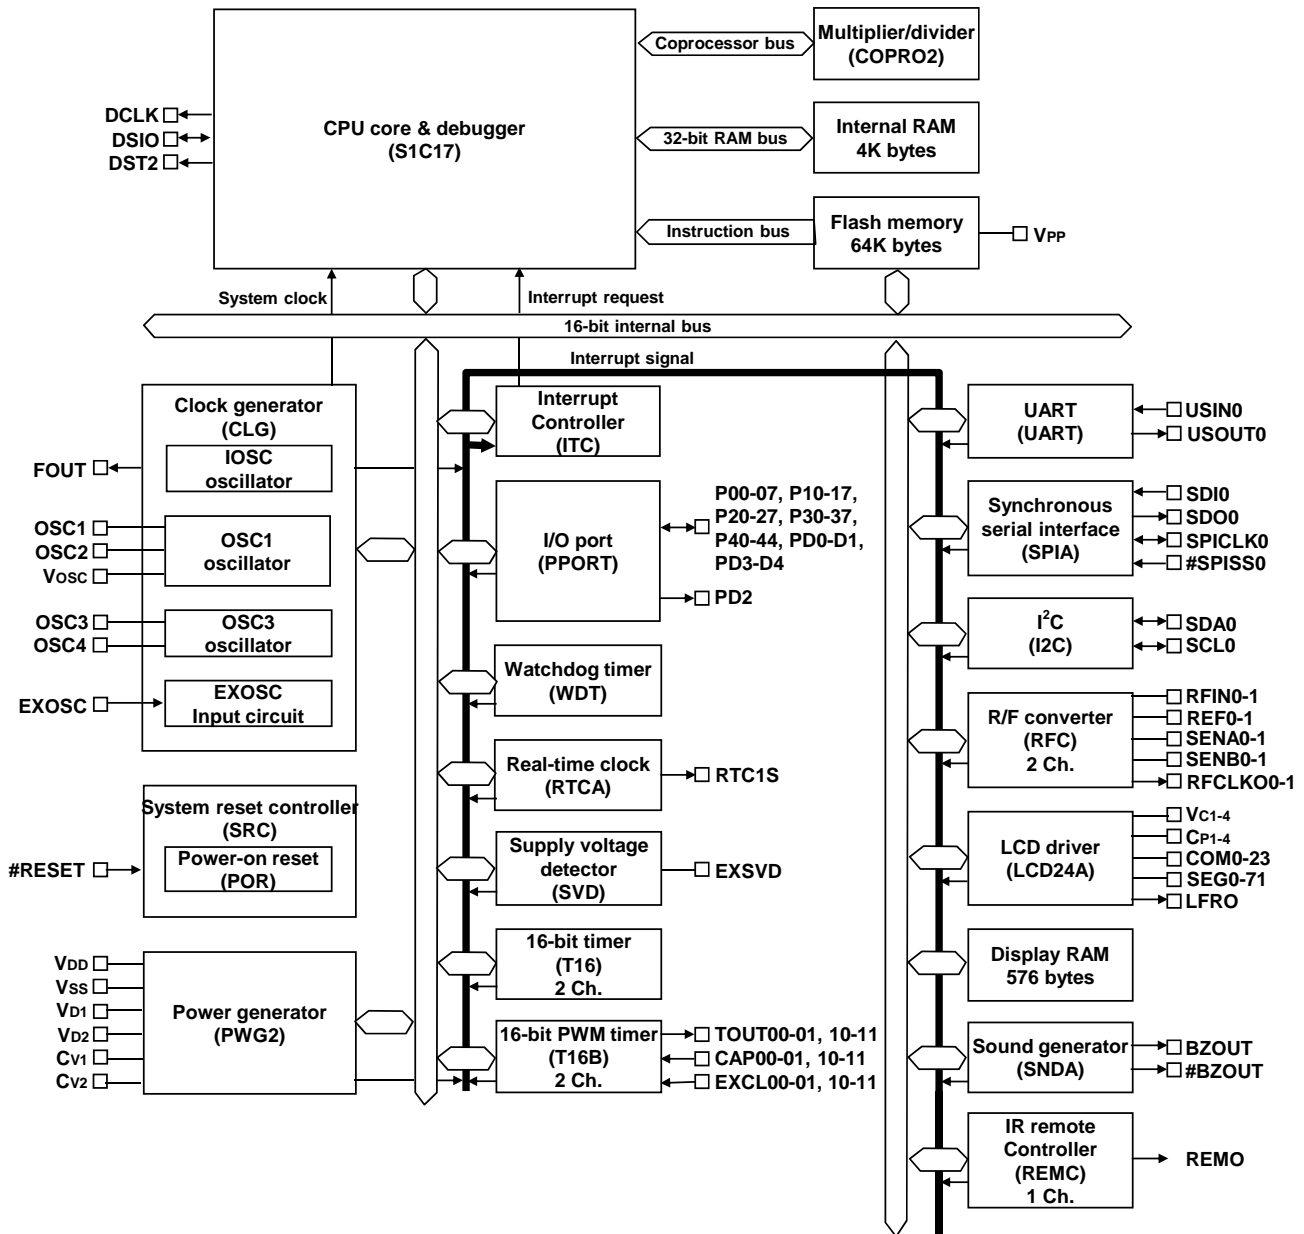 CPU core & debugger
(S1C17)
DCLK
DSIO
DST2
Coprocessor bus
Multiplier/divider
(COPRO2)
32-bit RAM bus
Internal RAM
4K bytes
Instruction bus
Flash memory
64K bytes
VPP
System clock
Interrupt request
16-bit internal bus
Interrupt signal
Clock generator
(CLG)
IOSC
oscillator
FOUT
OSC1
OSC2
VOSC
OSC1
oscillator
OSC3
OSC4
OSC3
oscillator
EXOSC
EXOSC
Input circuit
System reset controller
(SRC)
#RESET
Power-on reset
(POR)
VDD
VSS
VD1
VD2
CV1
CV2
Power generator
(PWG2)
Interrupt
Controller
(ITC)
I/O port
(PPORT)
P00-07, P10-17,
P20-27, P30-37,
P40-44, PD0-D1,
PD3-D4
PD2
Watchdog timer
(WDT)
Real-time clock
(RTCA)
RTC1S
Supply voltage
detector
(SVD)
EXSVD
16-bit timer
(T16)
2 Ch.
16-bit PWM timer
(T16B)
2 Ch.
TOUT00-01, 10-11
CAP00-01, 10-11
EXCL00-01, 10-11
UART
(UART)
USIN0
USOUT0
Synchronous
serial interface
(SPIA)
SDI0
SDO0
SPICLK0
#SPISS0
I2C
(I2C)
SDA0
SCL0
R/F converter
(RFC)
2 Ch.
RFIN0-1
REF0-1
SENA0-1
SENB0-1
RFCLKO0-1
LCD driver
(LCD24A)
VC1-4
CP1-4
COM0-23
SEG0-71
LFRO
Display RAM
576 bytes
Sound generator
(SNDA)
BZOUT
#BZOUT
IR remote
Controller
(REMC)
1 Ch.
REMO